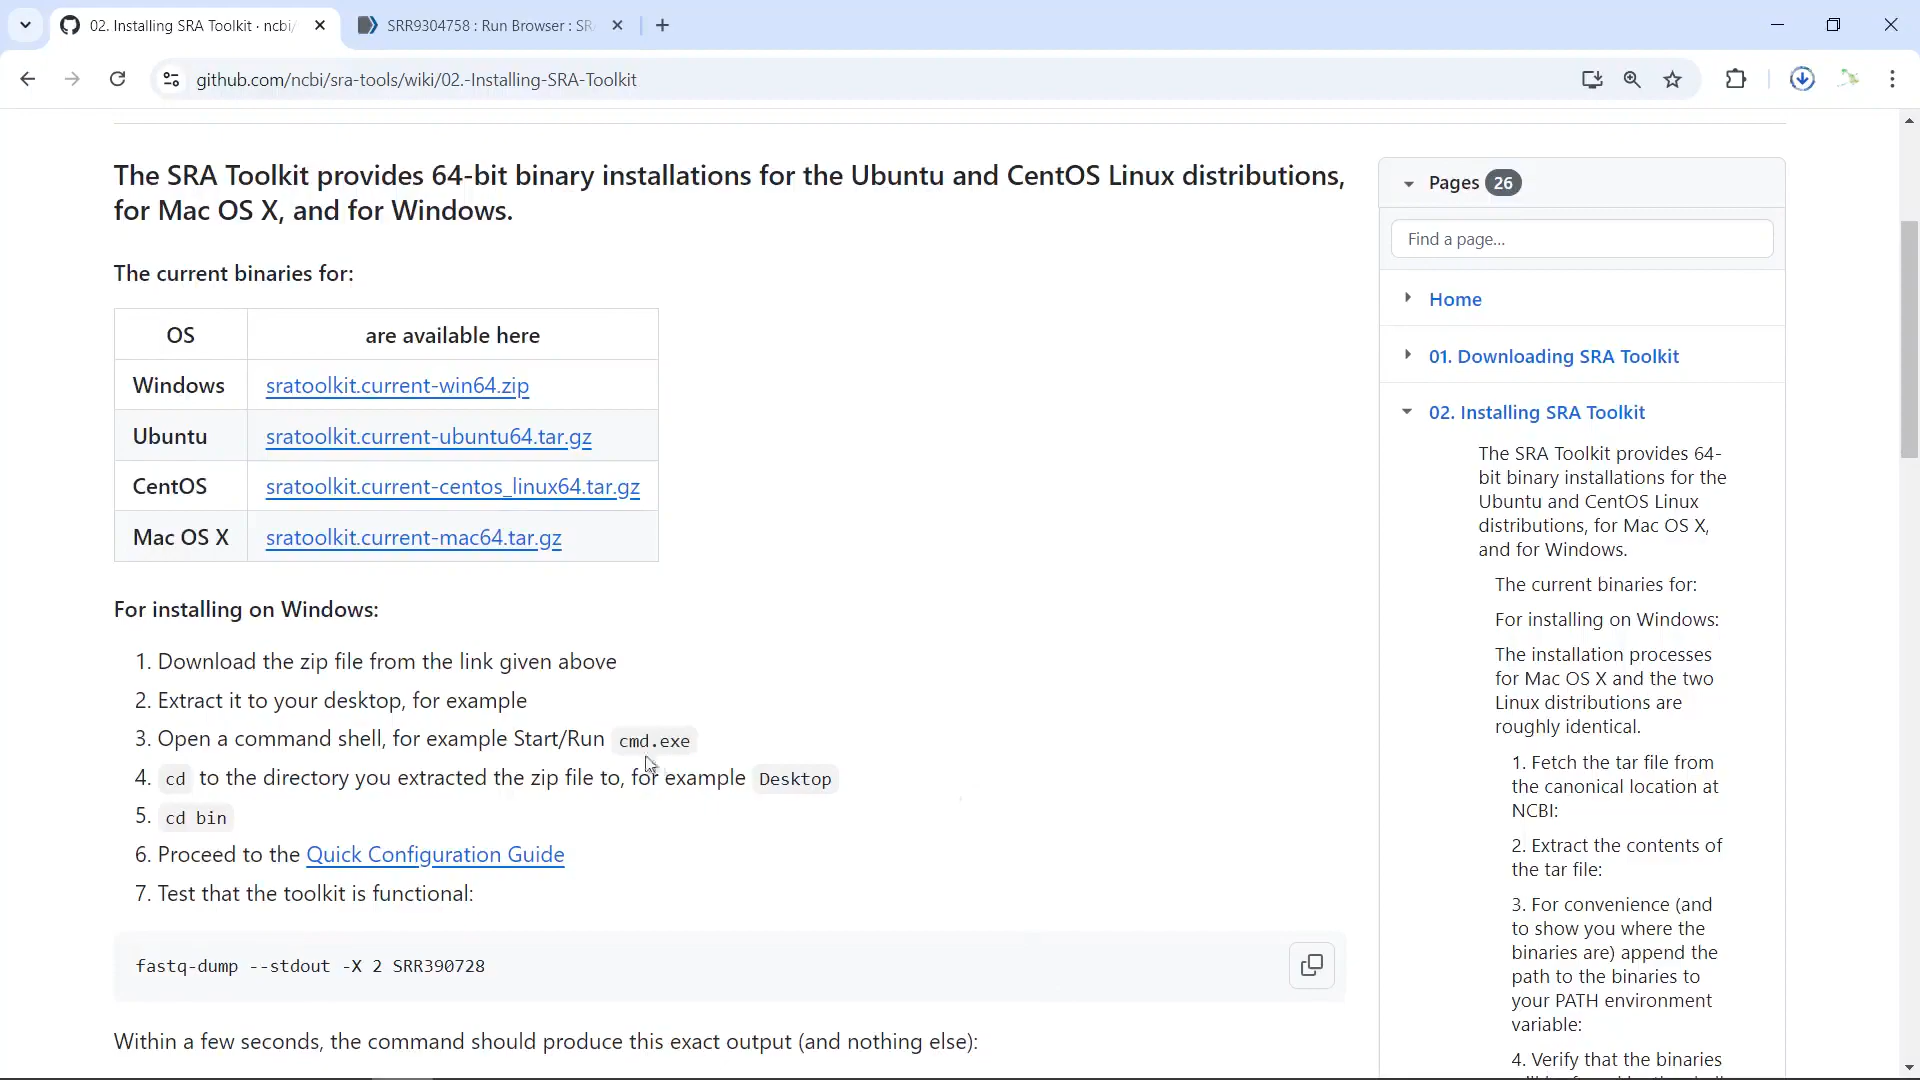 02. Installing SRA Toolkit · ncbi/
SRR9304758 : Run Browser : SRA
github.com/ncbi/sra-tools/wiki/02.-Installing-SRA-Toolkit
The SRA Toolkit provides 64-bit binary installations for the Ubuntu and CentOS Linux distributions,
for Mac OS X, and for Windows.
The current binaries for:
OS are available here
Windows sratoolkit.current-win64.zip
Ubuntu sratoolkit.current-ubuntu64.tar.gz
CentOS sratoolkit.current-centos_linux64.tar.gz
Mac OS X sratoolkit.current-mac64.tar.gz
For installing on Windows:
1. Download the zip file from the link given above
2. Extract it to your desktop, for example
3. Open a command shell, for example Start/Run cmd.exe
4. cd to the directory you extracted the zip file to, for example Desktop
5. cd bin
6. Proceed to the Quick Configuration Guide
7. Test that the toolkit is functional:
fastq-dump --stdout -X 2 SRR390728
Within a few seconds, the command should produce this exact output (and nothing else):
Pages 26
Find a page...
Home
01. Downloading SRA Toolkit
02. Installing SRA Toolkit
The SRA Toolkit provides 64-
bit binary installations for the
Ubuntu and CentOS Linux
distributions, for Mac OS X,
and for Windows.
The current binaries for:
For installing on Windows:
The installation processes
for Mac OS X and the two
Linux distributions are
roughly identical.
1. Fetch the tar file from
the canonical location at
NCBI:
2. Extract the contents of
the tar file:
3. For convenience (and
to show you where the
binaries are) append the
path to the binaries to
your PATH environment
variable:
4. Verify that the binaries